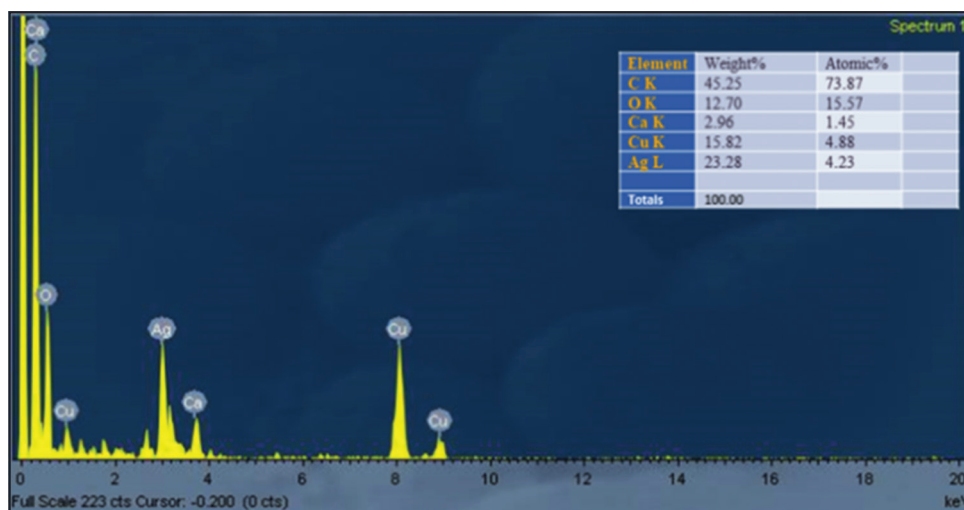 Spectrum 1
Element Weight% Atomic%
C K 45.25 73.87
O K 12.70 15.57
Ca K 2.96 1.45
Cu K 15.82 4.88
Ag L 23.28 4.23
Totals 100.00
Ca
C
O
Cu
Ag
Ca
Cu
Cu
0 2 4 6 8 10 12 14 16 18 20
Full Scale 223 cts Cursor: -0.200 (0 cts) keV